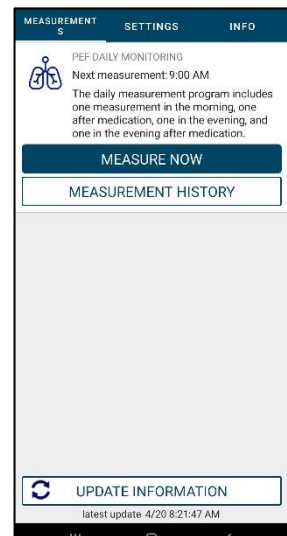 MEASUREMENT
S
SETTINGS
INFO
PEF DAILY MONITORING
Next measurement: 9:00 AM
The daily measurement program includes
one measurement in the morning, one
after medication, one in the evening, and
one in the evening after medication.
MEASURE NOW
MEASUREMENT HISTORY
UPDATE INFORMATION
latest update 4/20 8:21:47 AM